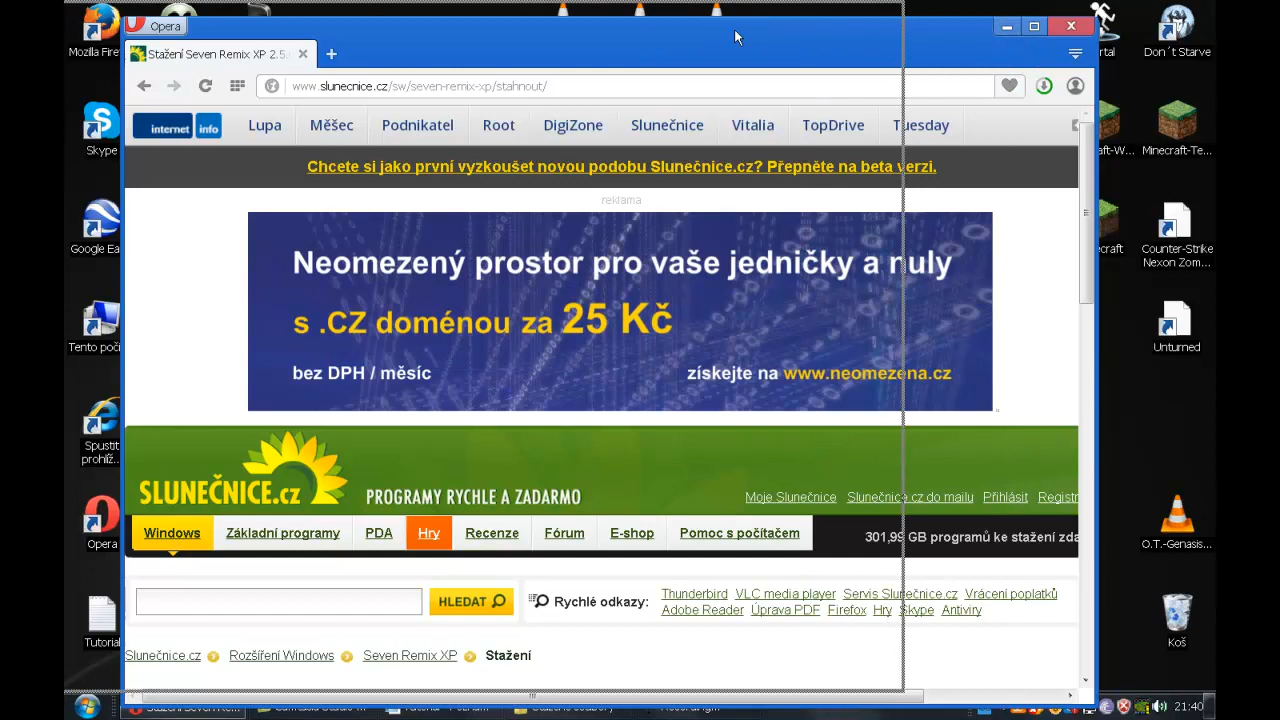 Opera
Mozilla Fire
Don´t Starve
Stažení Seven Remix XP 2.5.
www.slunecnice.cz/sw/seven-remix-xp/stahnout/
internet info
Lupa
Měšec
Podnikatel
Root
DigiZone
Slunečnice
Vitalia
TopDrive
Tuesday
Skype
Minecraft-Te...
Chcete si jako první vyzkoušet novou podobu Slunečnice.cz? Přepněte na beta verzi.
reklama
Neomezený prostor pro vaše jedničky a nuly
s .CZ doménou za 25 Kč
bez DPH / měsíc
získejte na www.neomezena.cz
Google Ea
Counter-Strike
Nexon Zom...
Tento poči
Unturned
Spustit
prohlíž...
SLUNEČNICE.cz
PROGRAMY RYCHLE A ZADARMO
Moje Slunečnice
Slunečnice.cz do mailu
Přihlásit
Registr
Windows
Základní programy
PDA
Hry
Recenze
Fórum
E-shop
Pomoc s počítačem
301,99 GB programů ke stažení zda
Opera
O.T.-Genasis...
HLEDAT
Rychlé odkazy:
Thunderbird
VLC media player
Servis Slunečnice.cz
Vrácení poplatků
Adobe Reader
Úprava PDF
Firefox
Hry
Skype
Antiviry
Tutorial
Koš
Slunečnice.cz
Rozšíření Windows
Seven Remix XP
Stažení
21:40